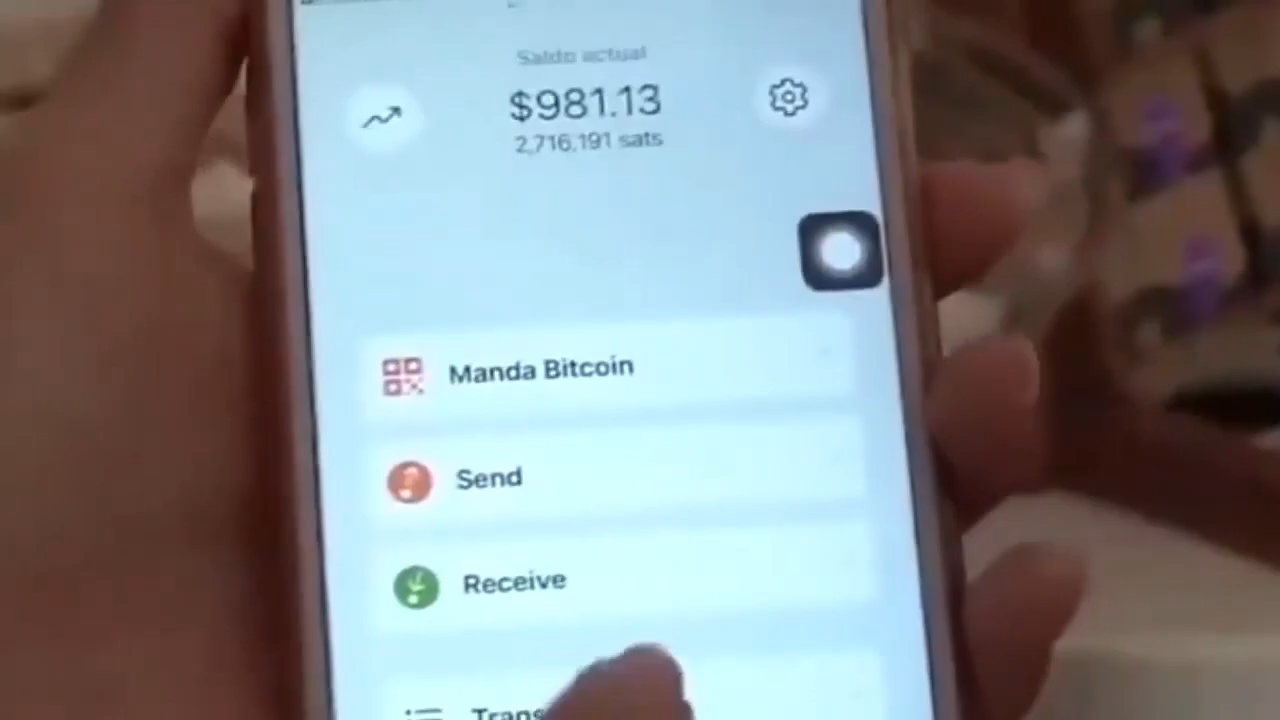 Saldo actual
$981.13
2,716,191 sats
Manda Bitcoin
Send
Receive
Trans